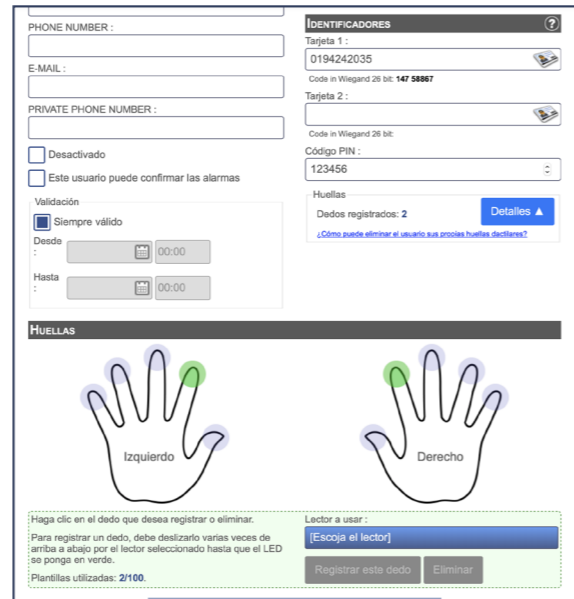 PHONE NUMBER :
E-MAIL :
PRIVATE PHONE NUMBER :
Desactivado
Este usuario puede confirmar las alarmas
Validación
Siempre válido
Desde :
00:00
Hasta :
00:00
IDENTIFICADORES
?
Tarjeta 1 :
0194242035
Code in Wiegand 26 bit: 147 58867
Tarjeta 2 :
Code in Wiegand 26 bit:
Código PIN :
123456
Huellas
Dedos registrados: 2
Detalles ▲
¿Cómo puede eliminar el usuario sus propias huellas dactilares?
HUELLAS
Izquierdo
Derecho
Haga clic en el dedo que desea registrar o eliminar.
Para registrar un dedo, debe deslizarlo varias veces de
arriba a abajo por el lector seleccionado hasta que el LED
se ponga en verde.
Plantillas utilizadas: 2/100.
Lector a usar :
[Escoja el lector]
Registrar este dedo
Eliminar